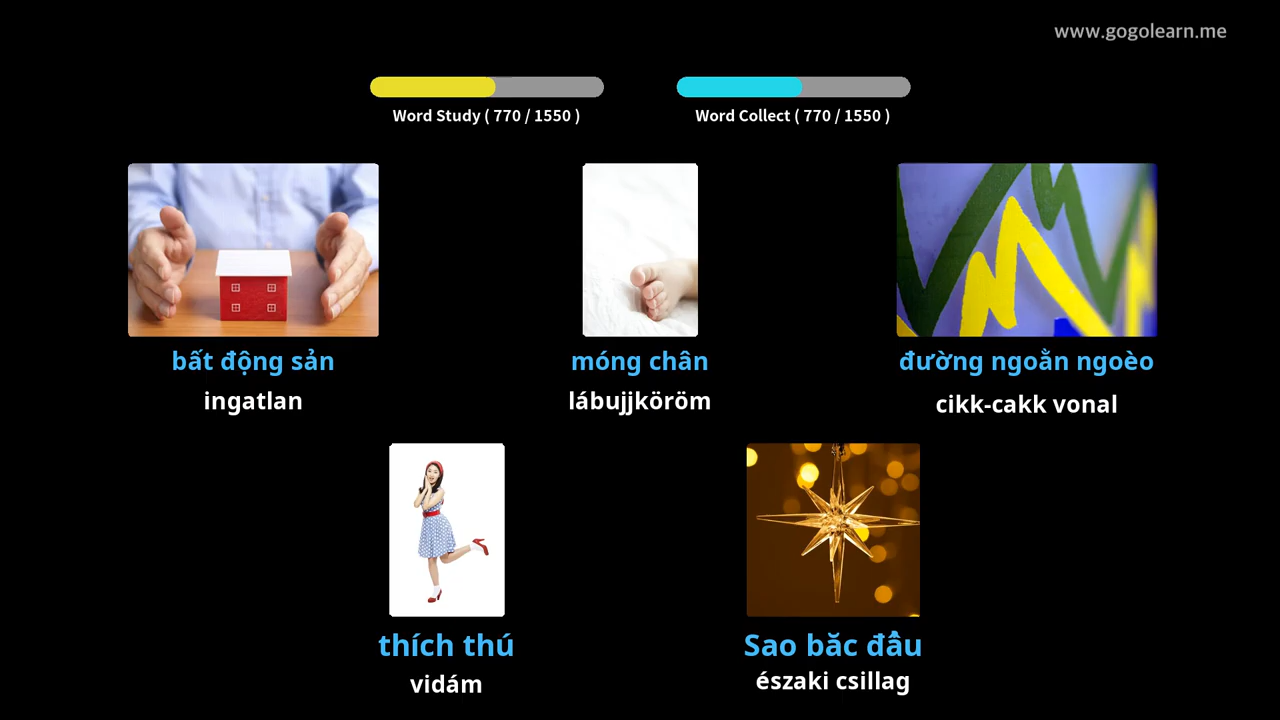 www.gogolearn.me
Word Study ( 770 / 1550 )
Word Collect ( 770 / 1550 )
bất động sản
móng chân
đường ngoằn ngoèo
ingatlan
lábujjköröm
cikk-cakk vonal
thích thú
Sao băc đẩu
vidám
északi csillag